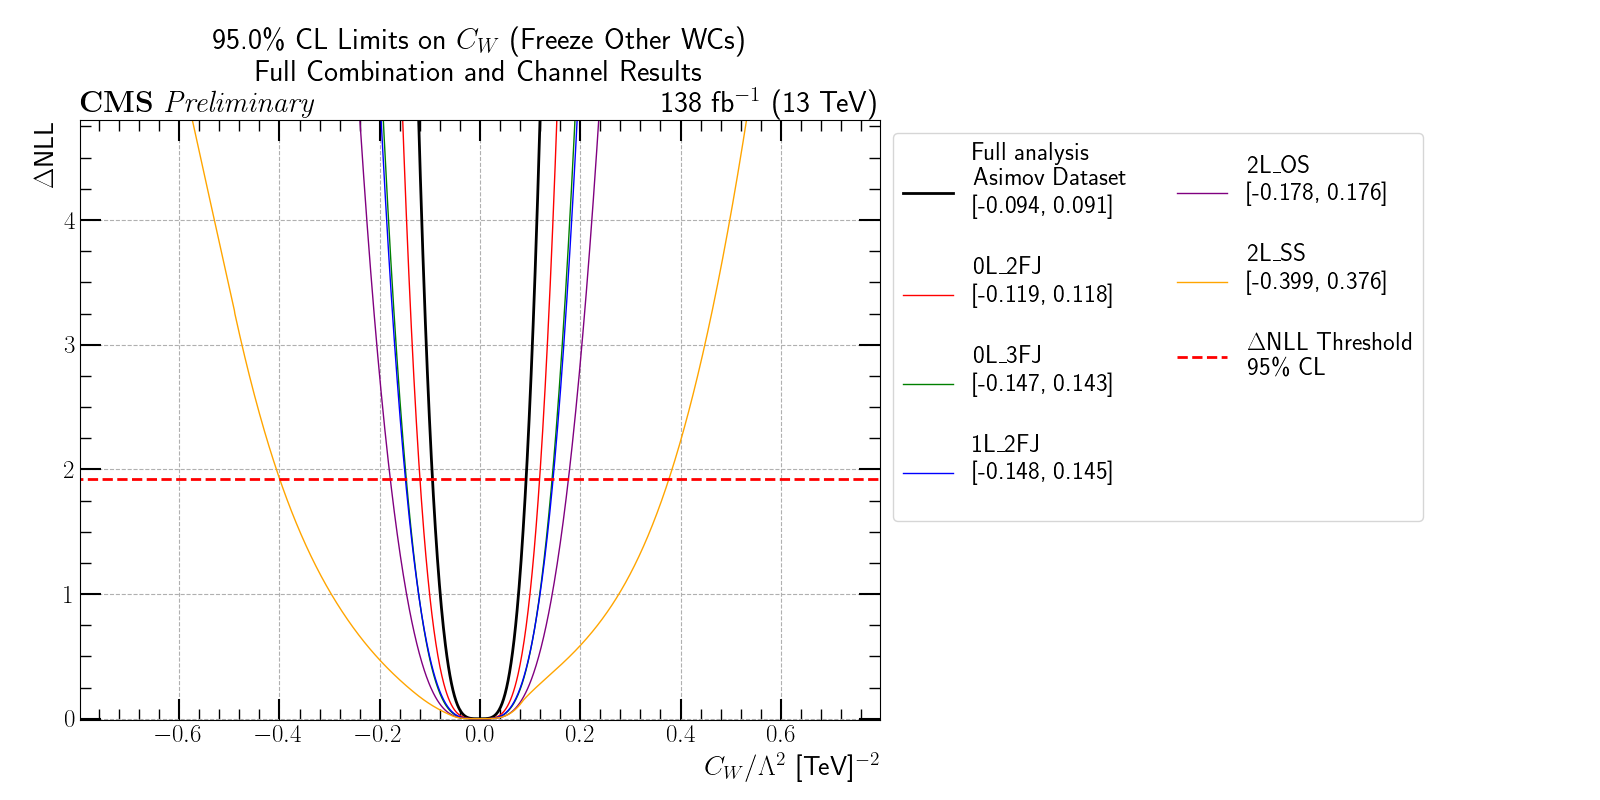 95.0% CL Limits on C_W (Freeze Other WCs)
Full Combination and Channel Results
CMS Preliminary
138 fb⁻¹ (13 TeV)
ΔNLL
4
3
2
1
0
−0.6
−0.4
−0.2
0.0
0.2
0.4
0.6
C_W/Λ² [TeV]⁻²
Full analysis
Asimov Dataset
[-0.094, 0.091]
0L_2FJ
[-0.119, 0.118]
0L_3FJ
[-0.147, 0.143]
1L_2FJ
[-0.148, 0.145]
2L_OS
[-0.178, 0.176]
2L_SS
[-0.399, 0.376]
ΔNLL Threshold
95% CL